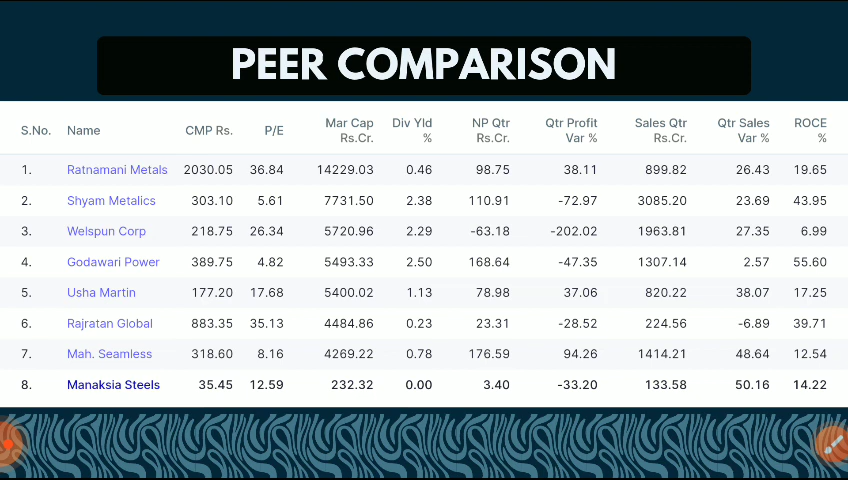 PEER COMPARISON
S.No. Name CMP Rs. P/E Mar Cap Rs.Cr. Div Yld % NP Qtr Rs.Cr. Qtr Profit Var % Sales Qtr Rs.Cr. Qtr Sales Var % ROCE %
1. Ratnamani Metals 2030.05 36.84 14229.03 0.46 98.75 38.11 899.82 26.43 19.65
2. Shyam Metalics 303.10 5.61 7731.50 2.38 110.91 -72.97 3085.20 23.69 43.95
3. Welspun Corp 218.75 26.34 5720.96 2.29 -63.18 -202.02 1963.81 27.35 6.99
4. Godawari Power 389.75 4.82 5493.33 2.50 168.64 -47.35 1307.14 2.57 55.60
5. Usha Martin 177.20 17.68 5400.02 1.13 78.98 37.06 820.22 38.07 17.25
6. Rajratan Global 883.35 35.13 4484.86 0.23 23.31 -28.52 224.56 -6.89 39.71
7. Mah. Seamless 318.60 8.16 4269.22 0.78 176.59 94.26 1414.21 48.64 12.54
8. Manaksia Steels 35.45 12.59 232.32 0.00 3.40 -33.20 133.58 50.16 14.22